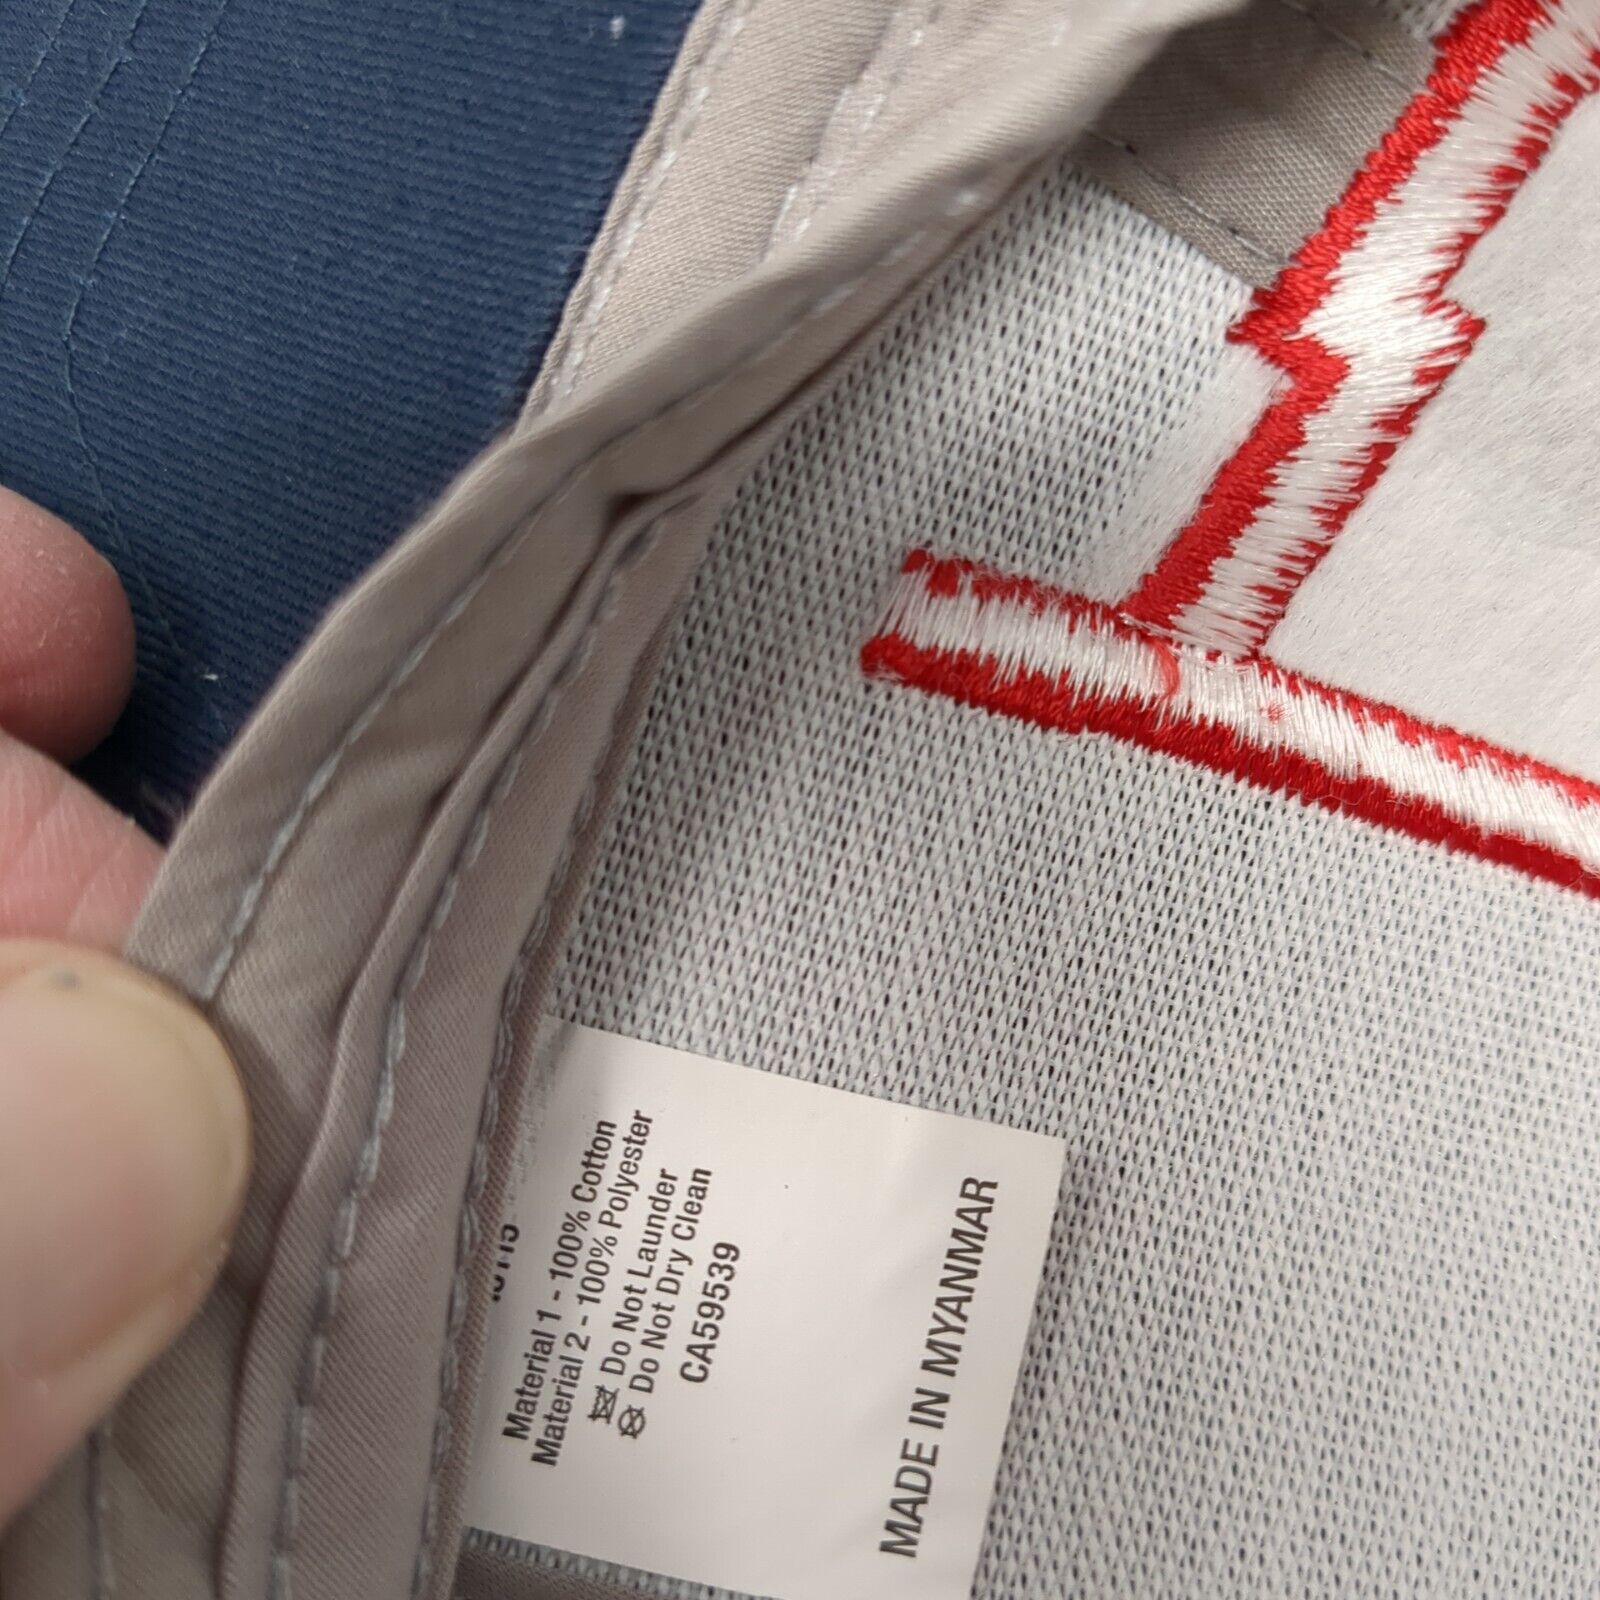 Material 1 - 100% Cotton
Material 2 - 100% Polyester
Do Not Launder
Do Not Dry Clean
CA59539
MADE IN MYANMAR